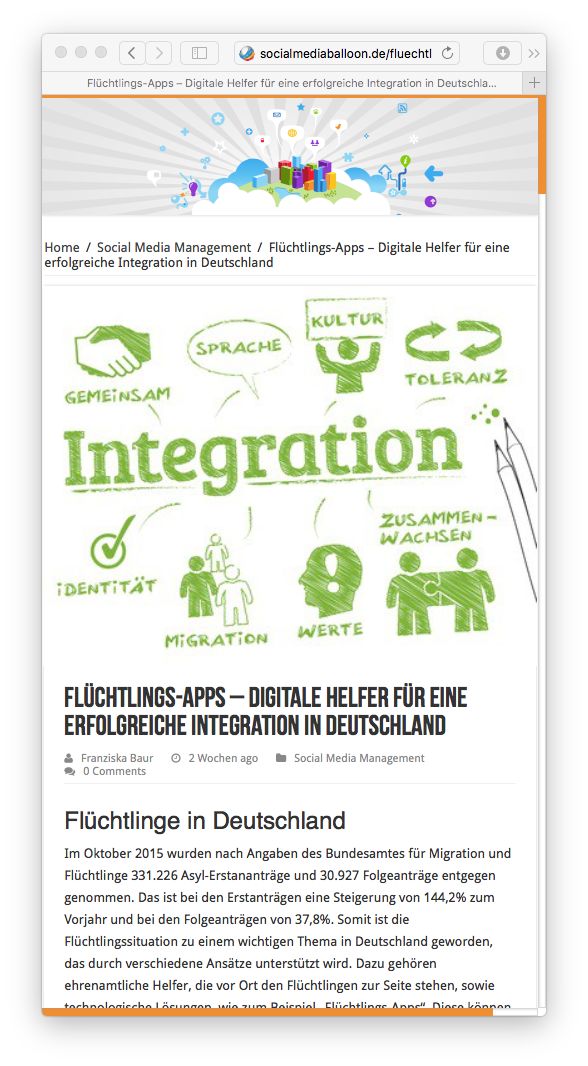 socialmediaballoon.de/fluechtl
Flüchtlings-Apps – Digitale Helfer für eine erfolgreiche Integration in Deutschla...
Home / Social Media Management / Flüchtlings-Apps – Digitale Helfer für eine
erfolgreiche Integration in Deutschland
KULTUR
SPRACHE
GEMEINSAM
TOLERANZ
Integration
ZUSAMMEN-
WACHSEN
IDENTITÄT
MIGRATION
WERTE
FLÜCHTLINGS-APPS – DIGITALE HELFER FÜR EINE
ERFOLGREICHE INTEGRATION IN DEUTSCHLAND
Franziska Baur 2 Wochen ago Social Media Management
0 Comments
Flüchtlinge in Deutschland
Im Oktober 2015 wurden nach Angaben des Bundesamtes für Migration und
Flüchtlinge 331.226 Asyl-Erstananträge und 30.927 Folgeanträge entgegen
genommen. Das ist bei den Erstanträgen eine Steigerung von 144,2% zum
Vorjahr und bei den Folgeanträgen von 37,8%. Somit ist die
Flüchtlingssituation zu einem wichtigen Thema in Deutschland geworden,
das durch verschiedene Ansätze unterstützt wird. Dazu gehören
ehrenamtliche Helfer, die vor Ort den Flüchtlingen zur Seite stehen, sowie
technologische Lösungen, wie zum Beispiel „Flüchtlings-Apps“. Diese können